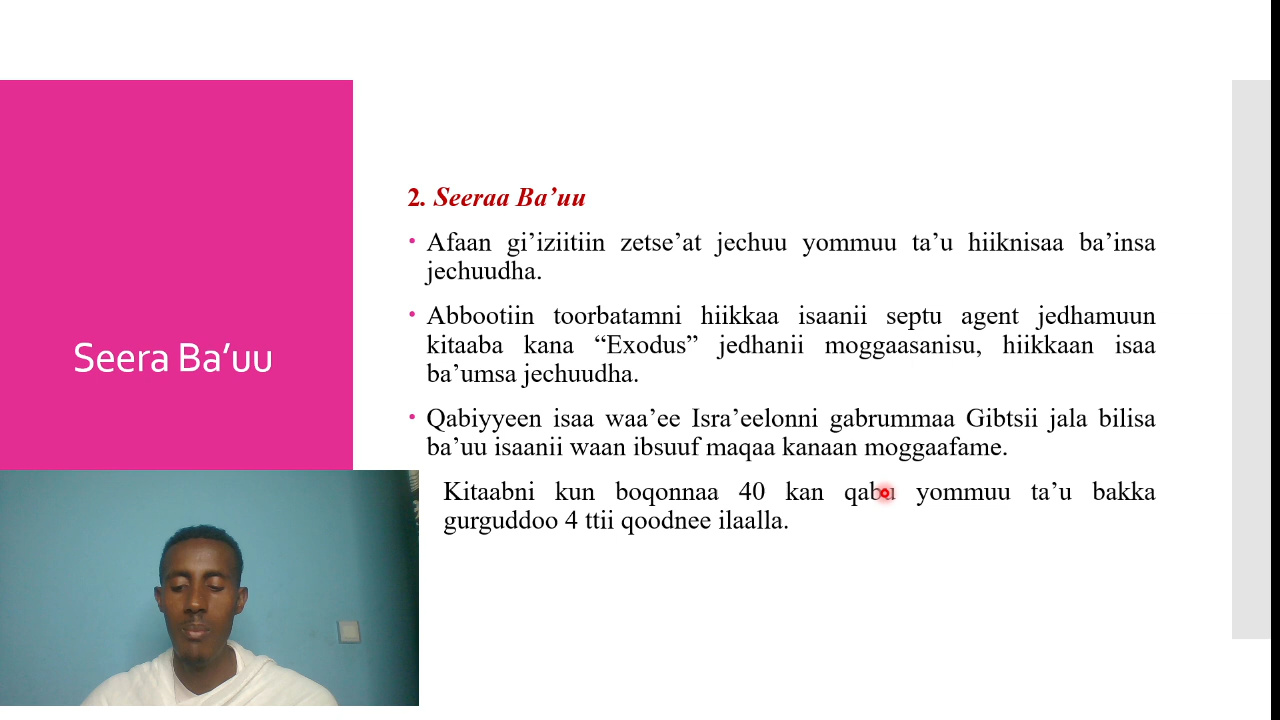 Seera Ba’uu
2. Seeraa Ba’uu
• Afaan gi’iziitiin zetse’at jechuu yommuu ta’u hiiknisaa ba’insa
jechuudha.
• Abbootiin toorbatamni hiikkaa isaanii septu agent jedhamuun
kitaaba kana “Exodus” jedhanii moggaasanisu, hiikkaan isaa
ba’umsa jechuudha.
• Qabiyyeen isaa waa’ee Isra’eelonni gabrummaa Gibtsii jala bilisa
ba’uu isaanii waan ibsuuf maqaa kanaan moggaafame.
Kitaabni kun boqonnaa 40 kan qabu yommuu ta’u bakka
gurguddoo 4 ttii qoodnee ilaalla.